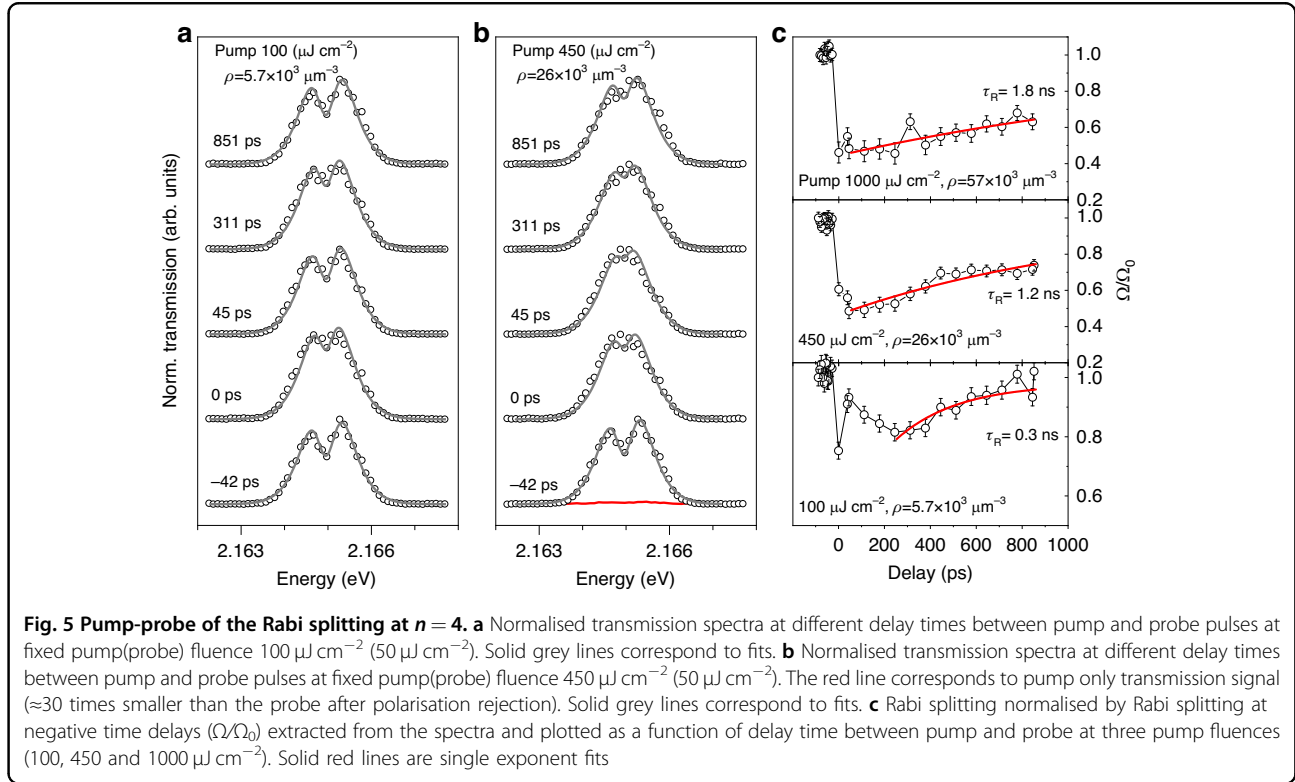 a
Pump 100 (μJ cm−2)
ρ=5.7×10³ μm−3
851 ps
311 ps
45 ps
0 ps
−42 ps
Norm. transmission (arb. units)
2.163
2.166
Energy (eV)
b
Pump 450 (μJ cm−2)
ρ=26×10³ μm−3
851 ps
311 ps
45 ps
0 ps
−42 ps
2.163
2.166
Energy (eV)
c
1.0
0.8
0.6
0.4
0.2
τR= 1.8 ns
Pump 1000 μJ cm−2, ρ=57×10³ μm−3
1.0
0.8
0.6
0.4
0.2
τR= 1.2 ns
450 μJ cm−2, ρ=26×10³ μm−3
Ω/Ω0
1.0
0.8
0.6
τR= 0.3 ns
100 μJ cm−2, ρ=5.7×10³ μm−3
0 200 400 600 800 1000
Delay (ps)
Fig. 5 Pump-probe of the Rabi splitting at n = 4. a Normalised transmission spectra at different delay times between pump and probe pulses at
fixed pump(probe) fluence 100 μJ cm−2 (50 μJ cm−2). Solid grey lines correspond to fits. b Normalised transmission spectra at different delay times
between pump and probe pulses at fixed pump(probe) fluence 450 μJ cm−2 (50 μJ cm−2). The red line corresponds to pump only transmission signal
(≈30 times smaller than the probe after polarisation rejection). Solid grey lines correspond to fits. c Rabi splitting normalised by Rabi splitting at
negative time delays (Ω/Ω0) extracted from the spectra and plotted as a function of delay time between pump and probe at three pump fluences
(100, 450 and 1000 μJ cm−2). Solid red lines are single exponent fits